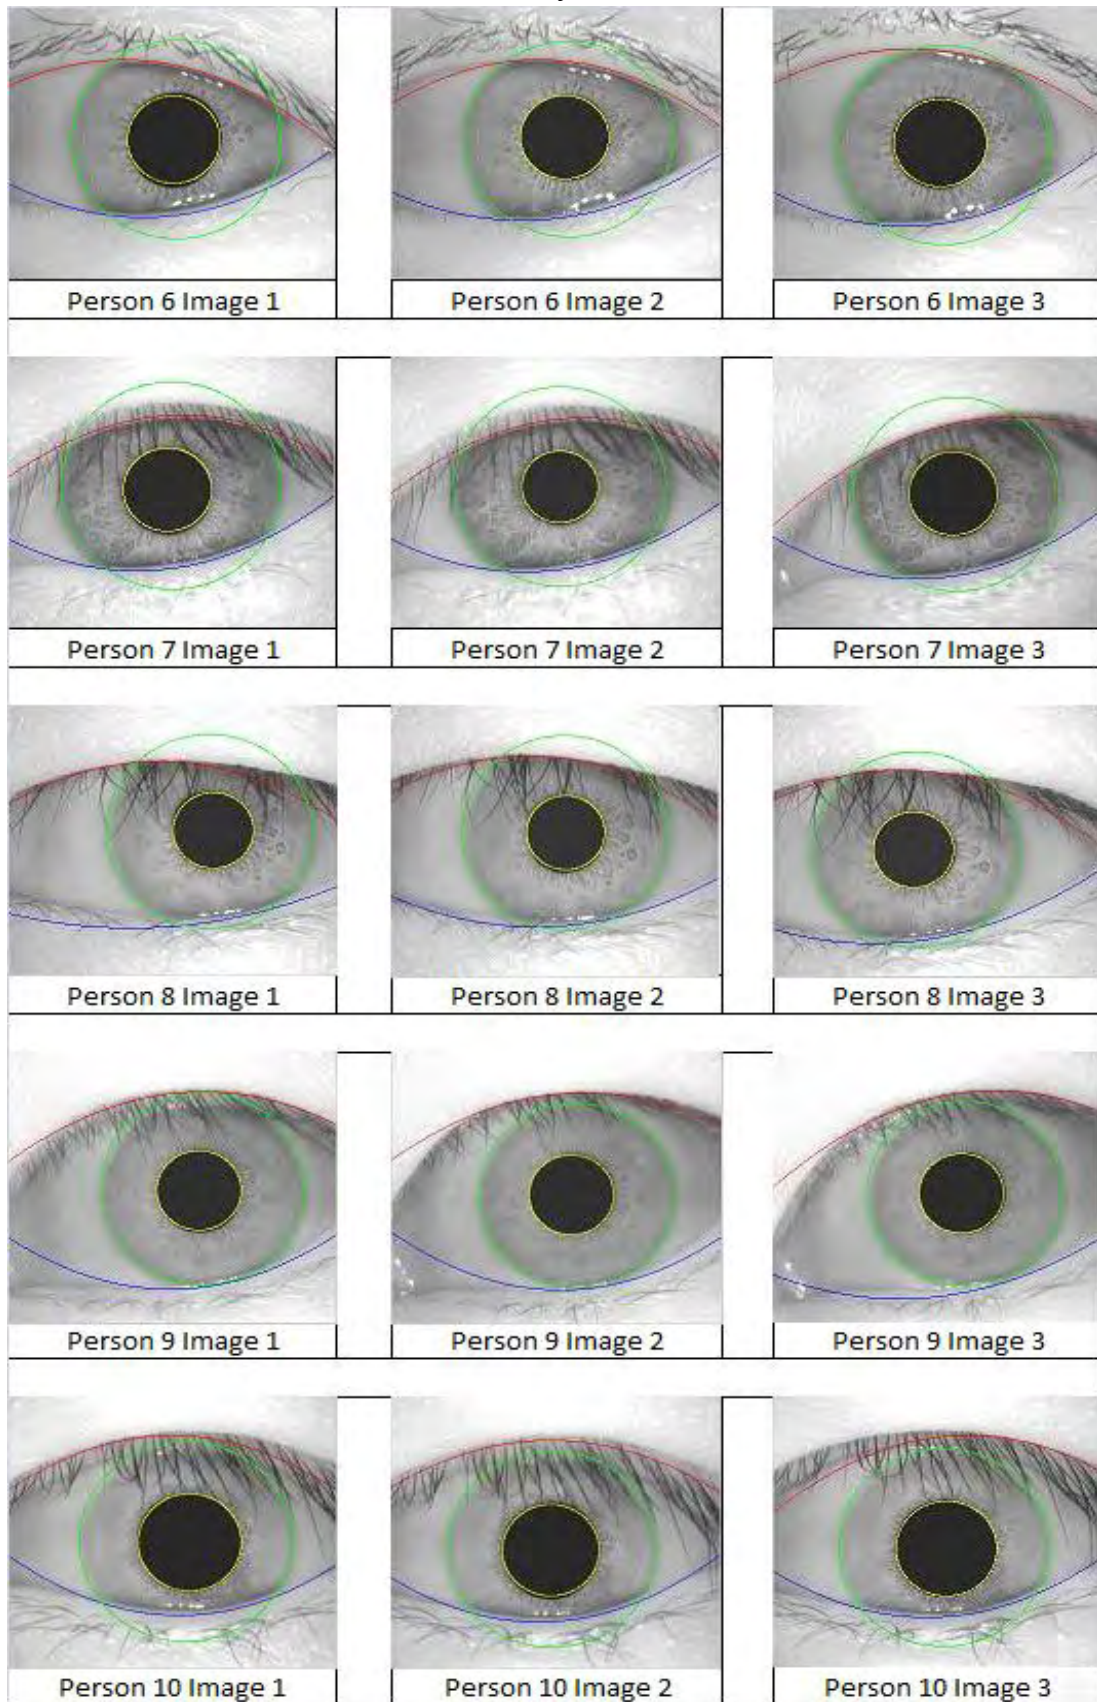 Person 6 Image 1
Person 6 Image 2
Person 6 Image 3
Person 7 Image 1
Person 7 Image 2
Person 7 Image 3
Person 8 Image 1
Person 8 Image 2
Person 8 Image 3
Person 9 Image 1
Person 9 Image 2
Person 9 Image 3
Person 10 Image 1
Person 10 Image 2
Person 10 Image 3